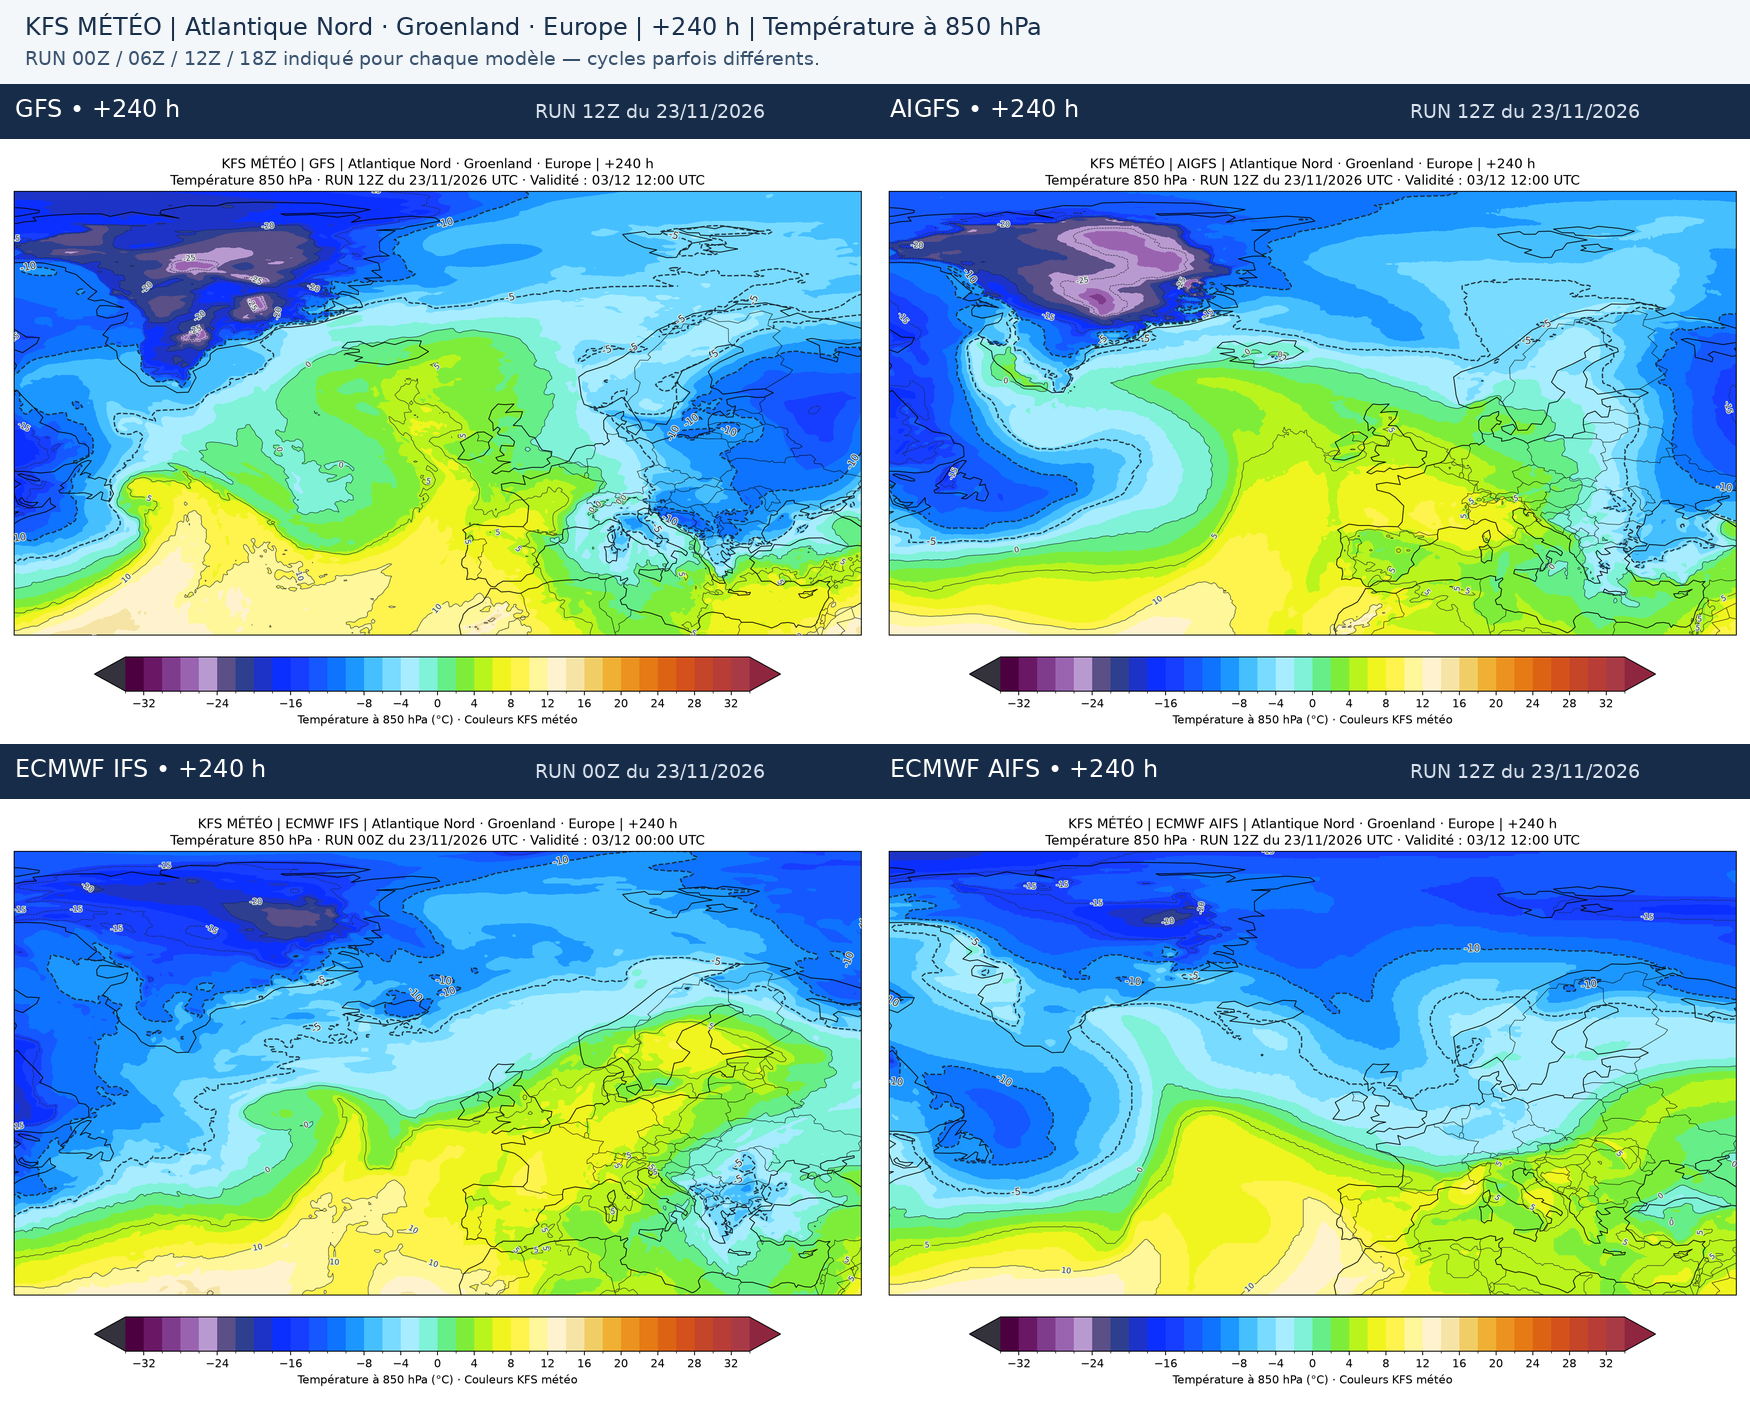 KFS MÉTÉO | Atlantique Nord · Groenland · Europe | +240 h | Température à 850 hPa
RUN 00Z / 06Z / 12Z / 18Z indiqué pour chaque modèle — cycles parfois différents.
GFS • +240 h
RUN 12Z du 23/11/2026
AIGFS • +240 h
RUN 12Z du 23/11/2026
KFS MÉTÉO | GFS | Atlantique Nord · Groenland · Europe | +240 h
Température 850 hPa · RUN 12Z du 23/11/2026 UTC · Validité : 03/12 12:00 UTC
KFS MÉTÉO | AIGFS | Atlantique Nord · Groenland · Europe | +240 h
Température 850 hPa · RUN 12Z du 23/11/2026 UTC · Validité : 03/12 12:00 UTC
−32 −24 −16 −8 −4 0 4 8 12 16 20 24 28 32
Température à 850 hPa (°C) · Couleurs KFS météo
−32 −24 −16 −8 −4 0 4 8 12 16 20 24 28 32
Température à 850 hPa (°C) · Couleurs KFS météo
ECMWF IFS • +240 h
RUN 00Z du 23/11/2026
ECMWF AIFS • +240 h
RUN 12Z du 23/11/2026
KFS MÉTÉO | ECMWF IFS | Atlantique Nord · Groenland · Europe | +240 h
Température 850 hPa · RUN 00Z du 23/11/2026 UTC · Validité : 03/12 00:00 UTC
KFS MÉTÉO | ECMWF AIFS | Atlantique Nord · Groenland · Europe | +240 h
Température 850 hPa · RUN 12Z du 23/11/2026 UTC · Validité : 03/12 12:00 UTC
−32 −24 −16 −8 −4 0 4 8 12 16 20 24 28 32
Température à 850 hPa (°C) · Couleurs KFS météo
−32 −24 −16 −8 −4 0 4 8 12 16 20 24 28 32
Température à 850 hPa (°C) · Couleurs KFS météo